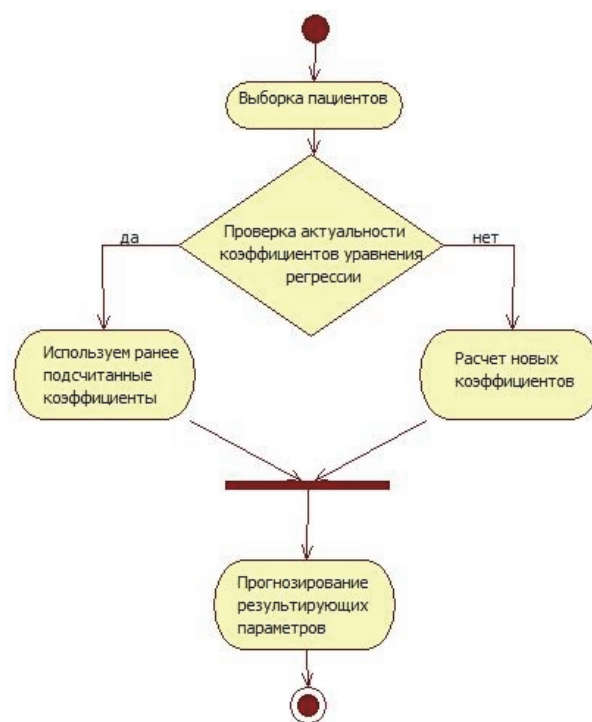 Выборка пациентов
Проверка актуальности
коэффициентов уравнения
регрессии
да
нет
Используем ранее
подсчитанные
коэффициенты
Расчет новых
коэффициентов
Прогнозирование
результирующих
параметров